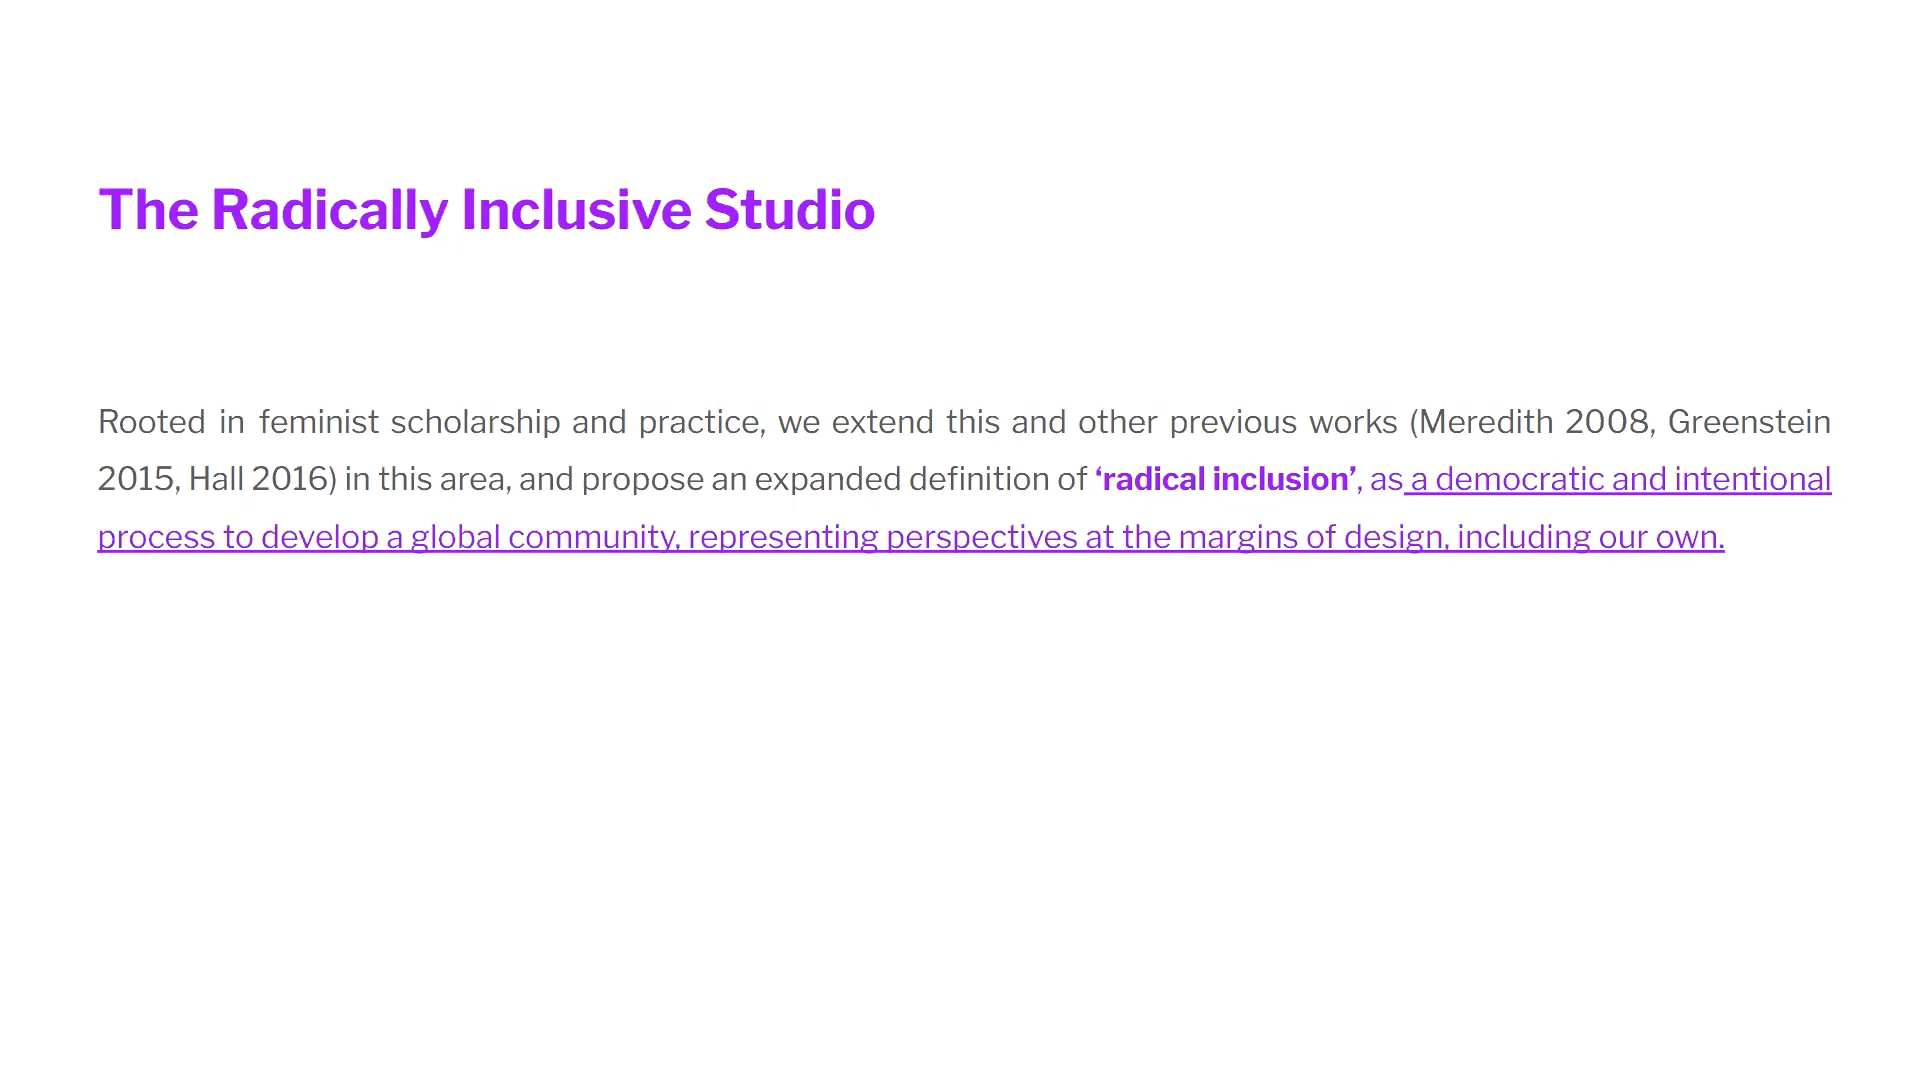 The Radically Inclusive Studio
Rooted in feminist scholarship and practice, we extend this and other previous works (Meredith 2008, Greenstein
2015, Hall 2016) in this area, and propose an expanded definition of ‘radical inclusion’, as a democratic and intentional
process to develop a global community, representing perspectives at the margins of design, including our own.